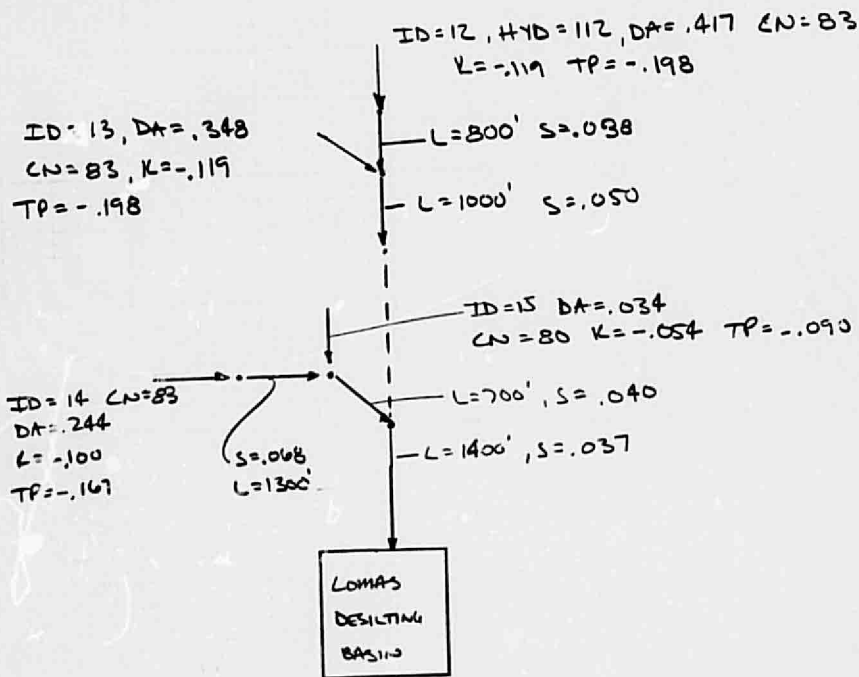 ID=12, HYD=112, DA=.417 CN=83
K=-.119 TP=-.198
ID=13, DA=.348
CN=83, K=-.119
TP=-.198
L=800' S=.038
L=1000' S=.050
ID=15 DA=.034
CN=80 K=-.054 TP=-.090
ID=14 CN=83
DA=.244
K=-.100
TP=-.167
S=.068
L=1300'
L=700', S=.040
L=1400', S=.037
LOMAS
DESILTING
BASIN